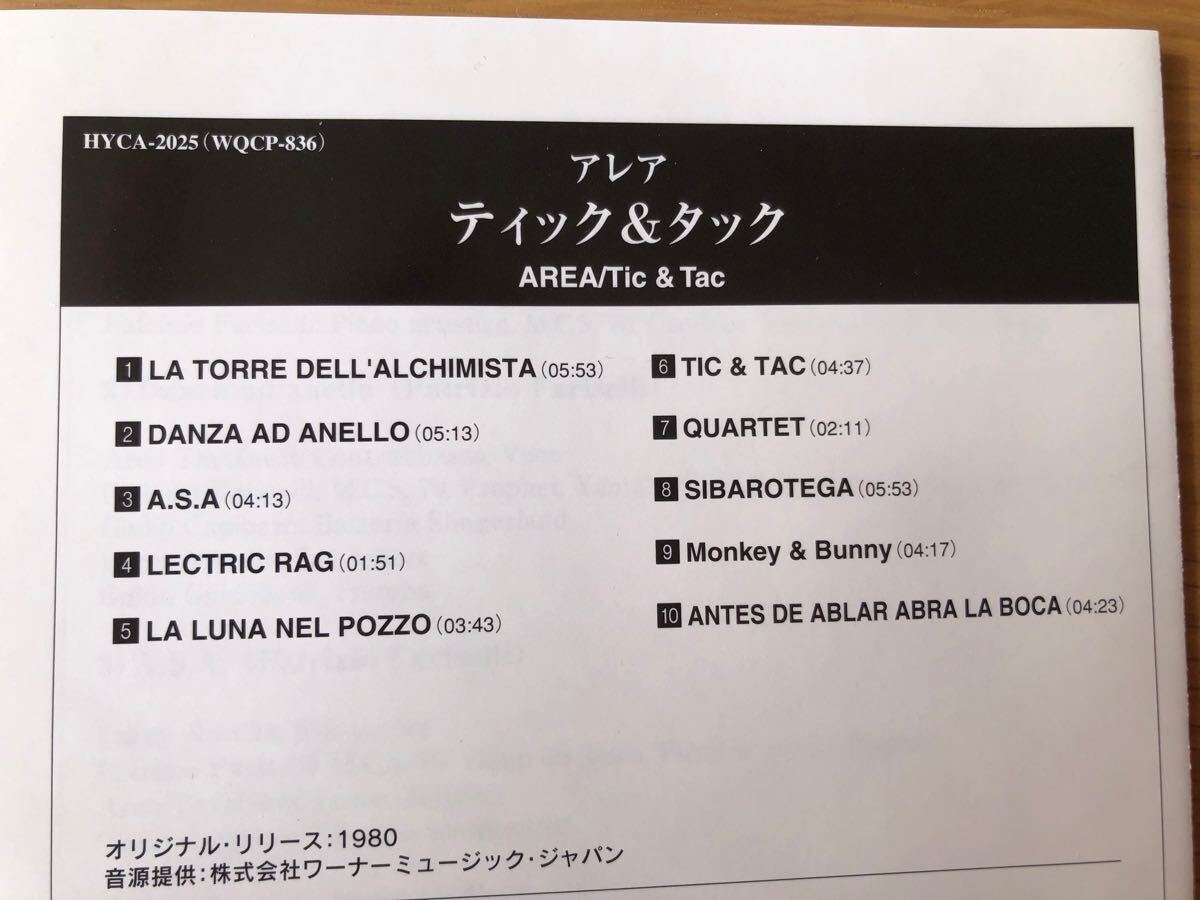 HYCA-2025(WQCP-836)
アレア
ティック&タック
AREA/Tic & Tac
1 LA TORRE DELL'ALCHIMISTA(05:53)
2 DANZA AD ANELLO(05:13)
3 A.S.A(04:13)
4 LECTRIC RAG(01:51)
5 LA LUNA NEL POZZO(03:43)
6 TIC & TAC(04:37)
7 QUARTET(02:11)
8 SIBAROTEGA(05:53)
9 Monkey & Bunny(04:17)
10 ANTES DE ABLAR ABRA LA BOCA(04:23)
オリジナル・リリース:1980
音源提供:株式会社ワーナーミュージック・ジャパン